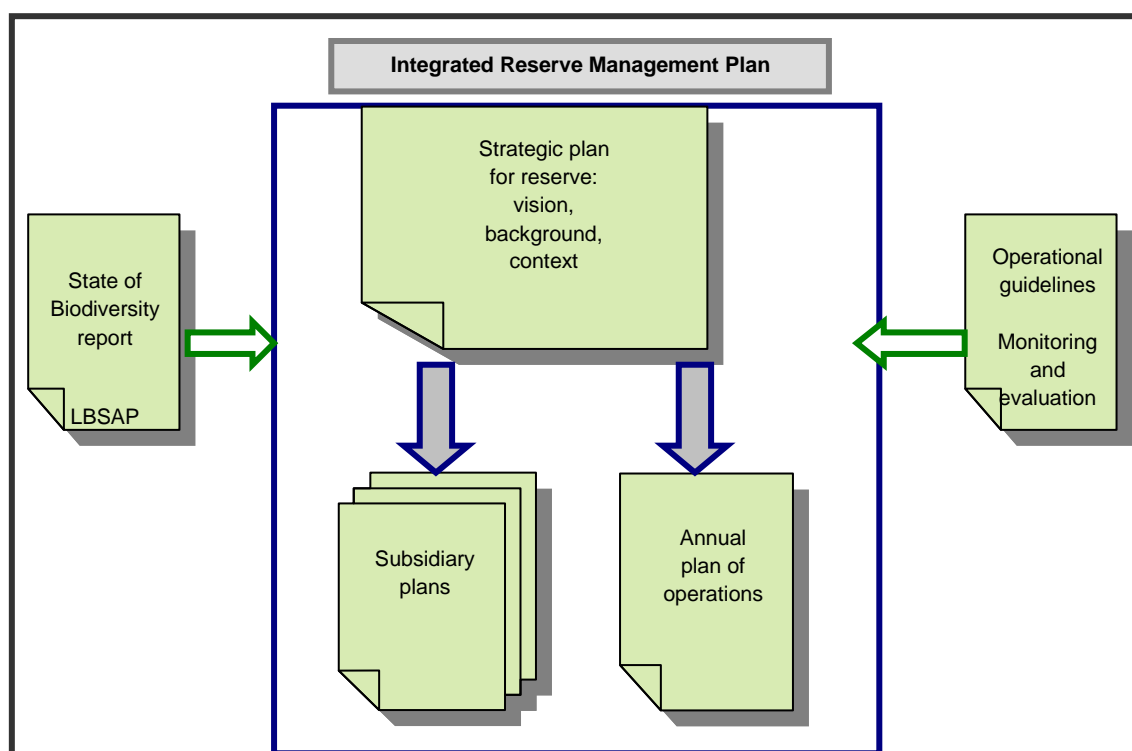 Integrated Reserve Management Plan
Strategic plan
for reserve:
vision,
background,
context
State of
Biodiversity
report
LBSAP
Operational
guidelines
Monitoring
and
evaluation
Subsidiary
plans
Annual
plan of
operations